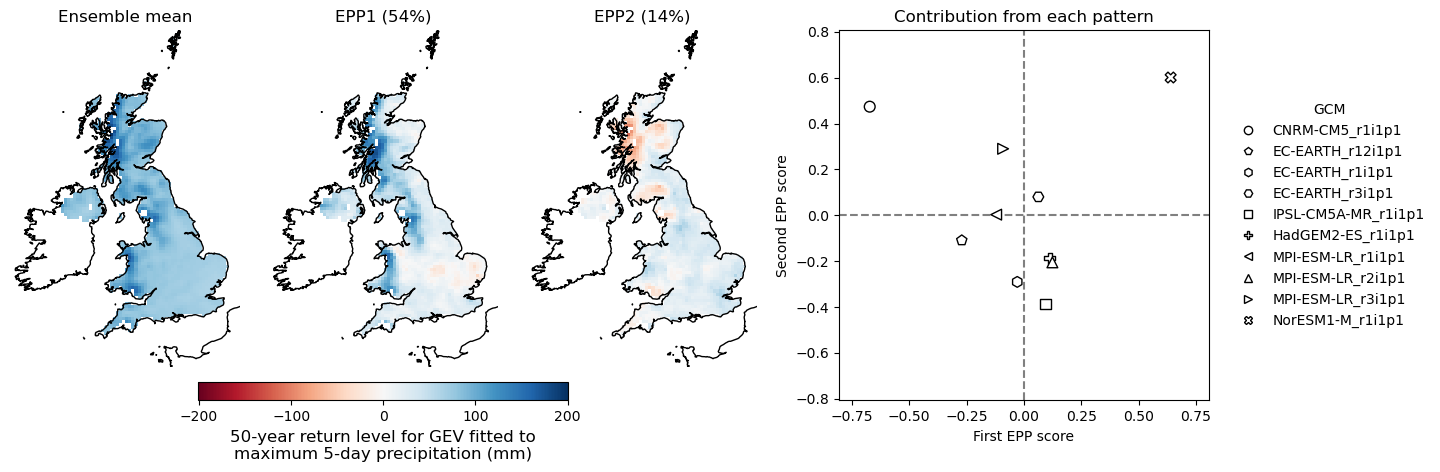 Ensemble mean
EPP1 (54%)
EPP2 (14%)
−200
−100
0
100
200
50-year return level for GEV fitted to
maximum 5-day precipitation (mm)
Contribution from each pattern
Second EPP score
0.8
0.6
0.4
0.2
0.0
−0.2
−0.4
−0.6
−0.8
−0.75
−0.50
−0.25
0.00
0.25
0.50
0.75
First EPP score
GCM
CNRM-CM5_r1i1p1
EC-EARTH_r12i1p1
EC-EARTH_r1i1p1
EC-EARTH_r3i1p1
IPSL-CM5A-MR_r1i1p1
HadGEM2-ES_r1i1p1
MPI-ESM-LR_r1i1p1
MPI-ESM-LR_r2i1p1
MPI-ESM-LR_r3i1p1
NorESM1-M_r1i1p1